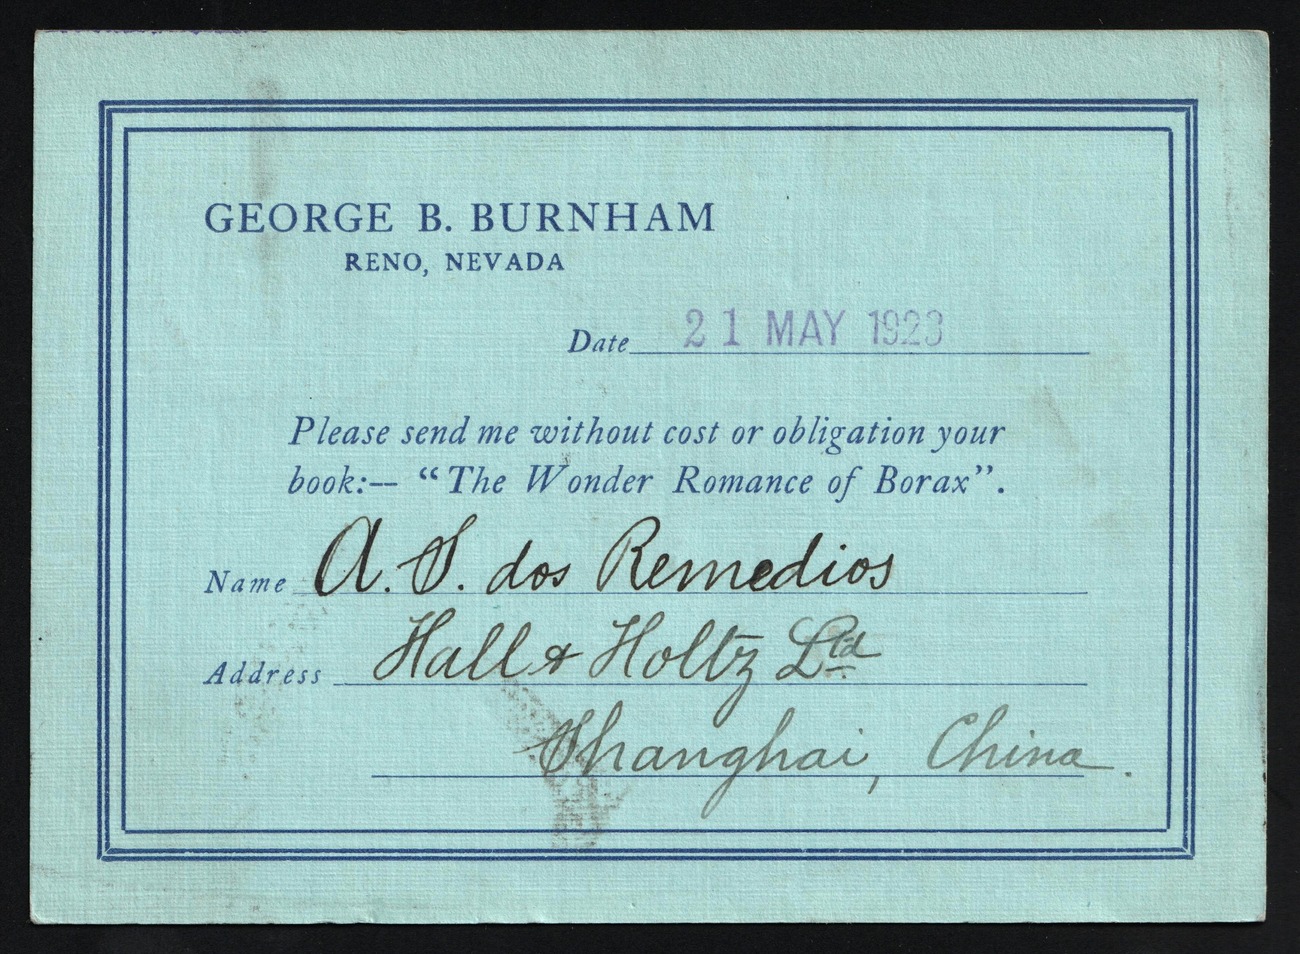 GEORGE B. BURNHAM
RENO, NEVADA
Date 21 MAY 1923
Please send me without cost or obligation your
book:— “The Wonder Romance of Borax”.
Name A. S. dos Remedios
Address Hall & Holtz Ltd
Shanghai, China.